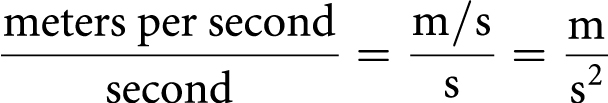 meters per second / second = m/s / s = m / s²